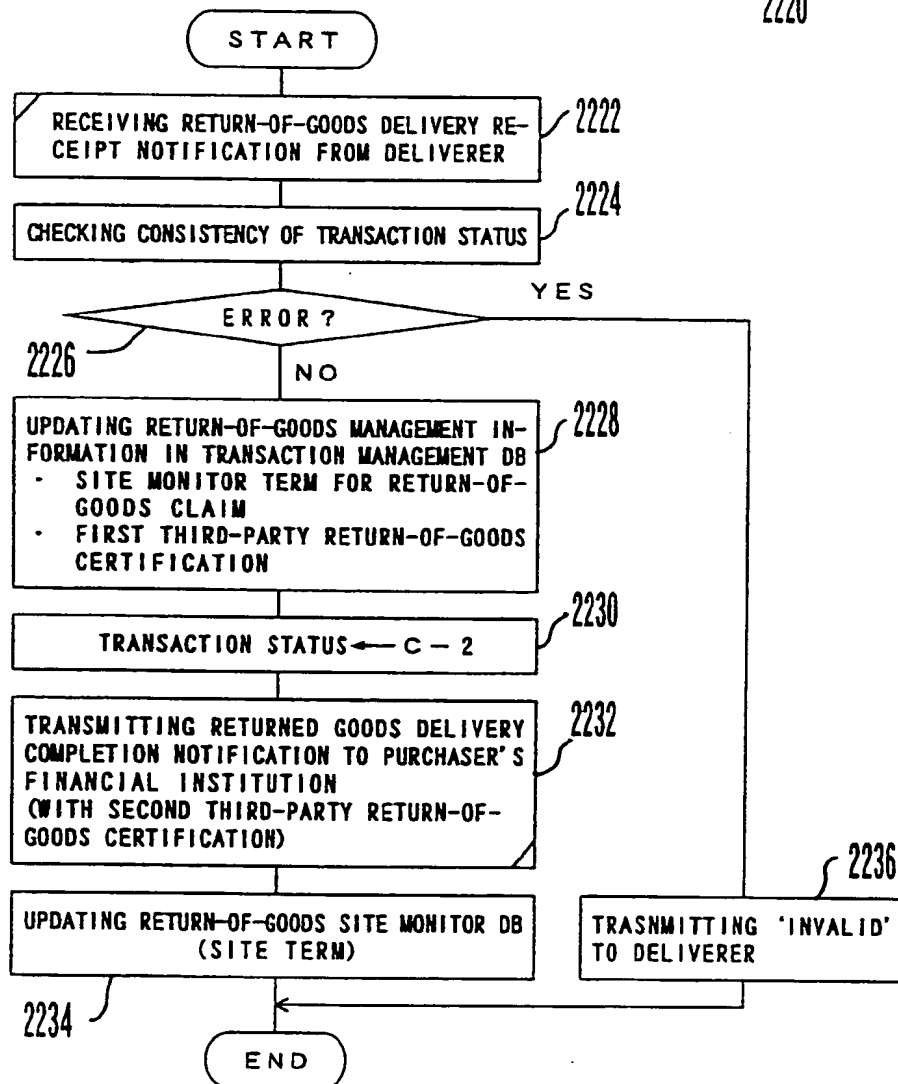 2220
START
RECEIVING RETURN-OF-GOODS DELIVERY RE-
CEIPT NOTIFICATION FROM DELIVERER
2222
CHECKING CONSISTENCY OF TRANSACTION STATUS
2224
ERROR?
YES
2226
NO
UPDATING RETURN-OF-GOODS MANAGEMENT IN-
FORMATION IN TRANSACTION MANAGEMENT DB
· SITE MONITOR TERM FOR RETURN-OF-
GOODS CLAIM
· FIRST THIRD-PARTY RETURN-OF-GOODS
CERTIFICATION
2228
TRANSACTION STATUS ← C - 2
2230
TRANSMITTING RETURNED GOODS DELIVERY
COMPLETION NOTIFICATION TO PURCHASER'S
FINANCIAL INSTITUTION
(WITH SECOND THIRD-PARTY RETURN-OF-
GOODS CERTIFICATION)
2232
UPDATING RETURN-OF-GOODS SITE MONITOR DB
(SITE TERM)
2234
TRASNMITTING 'INVALID'
TO DELIVERER
2236
END